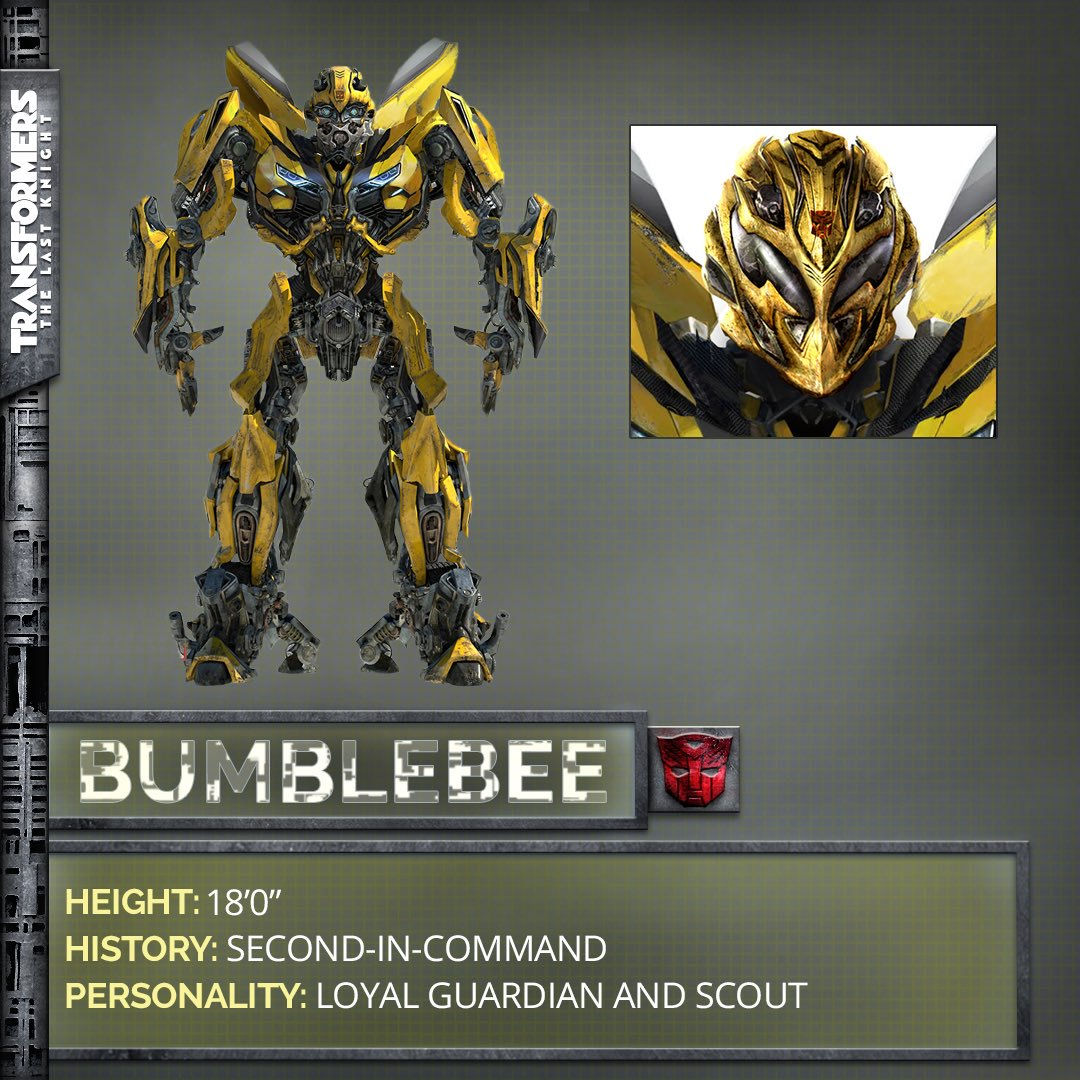 TRANSFORMERS
THE LAST KNIGHT
BUMBLEBEE
HEIGHT: 18’0”
HISTORY: SECOND-IN-COMMAND
PERSONALITY: LOYAL GUARDIAN AND SCOUT